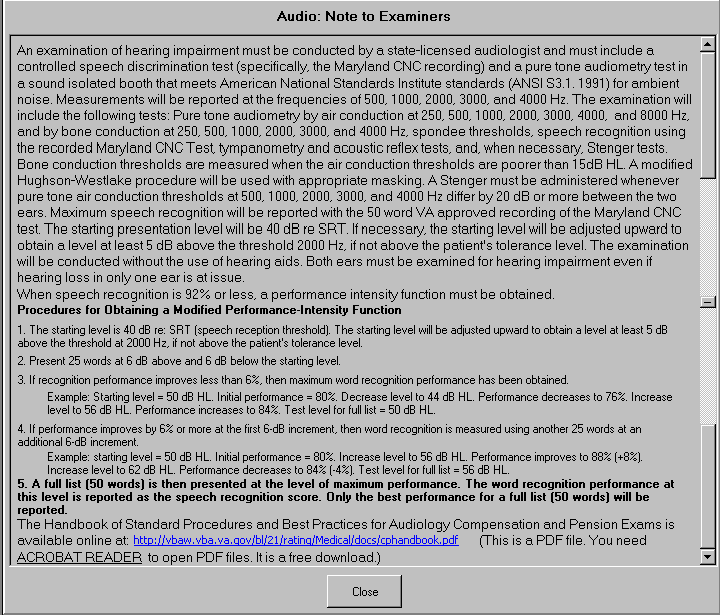 Audio: Note to Examiners
An examination of hearing impairment must be conducted by a state-licensed audiologist and must include a
controlled speech discrimination test (specifically, the Maryland CNC recording) and a pure tone audiometry test in
a sound isolated booth that meets American National Standards Institute standards (ANSI S3.1. 1991) for ambient
noise. Measurements will be reported at the frequencies of 500, 1000, 2000, 3000, and 4000 Hz. The examination will
include the following tests: Pure tone audiometry by air conduction at 250, 500, 1000, 2000, 3000, 4000, and 8000 Hz,
and by bone conduction at 250, 500, 1000, 2000, 3000, and 4000 Hz, spondee thresholds, speech recognition using
the recorded Maryland CNC Test, tympanometry and acoustic reflex tests, and, when necessary, Stenger tests.
Bone conduction thresholds are measured when the air conduction thresholds are poorer than 15dB HL. A modified
Hughson-Westlake procedure will be used with appropriate masking. A Stenger must be administered whenever
pure tone air conduction thresholds at 500, 1000, 2000, 3000, and 4000 Hz differ by 20 dB or more between the two
ears. Maximum speech recognition will be reported with the 50 word VA approved recording of the Maryland CNC
test. The starting presentation level will be 40 dB re SRT. If necessary, the starting level will be adjusted upward to
obtain a level at least 5 dB above the threshold 2000 Hz, if not above the patient's tolerance level. The examination
will be conducted without the use of hearing aids. Both ears must be examined for hearing impairment even if
hearing loss in only one ear is at issue.
When speech recognition is 92% or less, a performance intensity function must be obtained.
Procedures for Obtaining a Modified Performance-Intensity Function
1. The starting level is 40 dB re: SRT (speech reception threshold). The starting level will be adjusted upward to obtain a level at least 5 dB
above the threshold at 2000 Hz, if not above the patient's tolerance level.
2. Present 25 words at 6 dB above and 6 dB below the starting level.
3. If recognition performance improves less than 6%, then maximum word recognition performance has been obtained.
Example: Starting level = 50 dB HL. Initial performance = 80%. Decrease level to 44 dB HL. Performance decreases to 76%. Increase
level to 56 dB HL. Performance increases to 84%. Test level for full list = 50 dB HL.
4. If performance improves by 6% or more at the first 6-dB increment, then word recognition is measured using another 25 words at an
additional 6-dB increment.
Example: starting level = 50 dB HL. Initial performance = 80%. Increase level to 56 dB HL. Performance improves to 88% (+8%).
Increase level to 62 dB HL. Performance decreases to 84% (-4%). Test level for full list = 56 dB HL.
5. A full list (50 words) is then presented at the level of maximum performance. The word recognition performance at
this level is reported as the speech recognition score. Only the best performance for a full list (50 words) will be
reported.
The Handbook of Standard Procedures and Best Practices for Audiology Compensation and Pension Exams is
available online at: http://vbaw.vba.va.gov/bl/21/rating/Medical/docs/cphandbook.pdf (This is a PDF file. You need
ACROBAT READER to open PDF files. It is a free download.)
Close